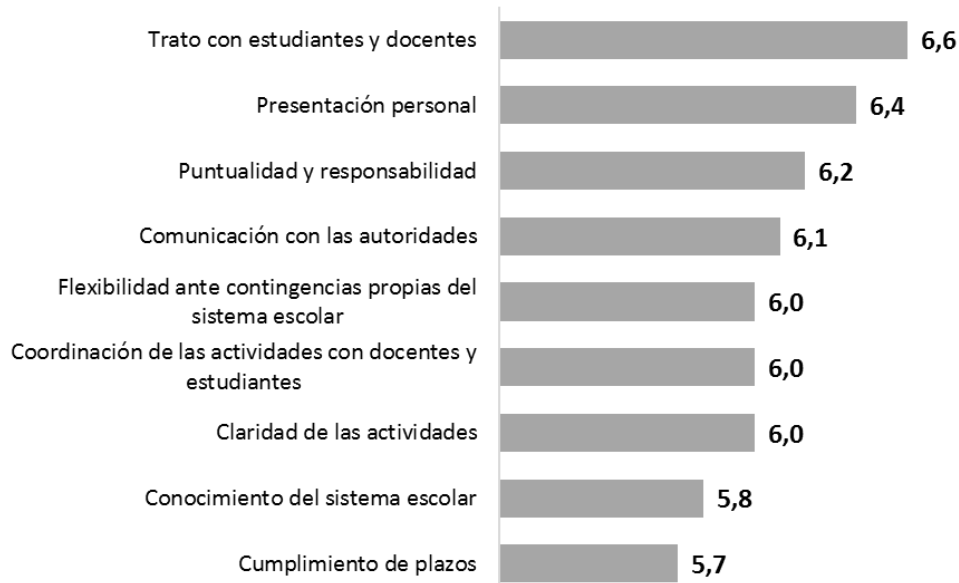 Trato con estudiantes y docentes 6,6
Presentación personal 6,4
Puntualidad y responsabilidad 6,2
Comunicación con las autoridades 6,1
Flexibilidad ante contingencias propias del
sistema escolar 6,0
Coordinación de las actividades con docentes y
estudiantes 6,0
Claridad de las actividades 6,0
Conocimiento del sistema escolar 5,8
Cumplimiento de plazos 5,7